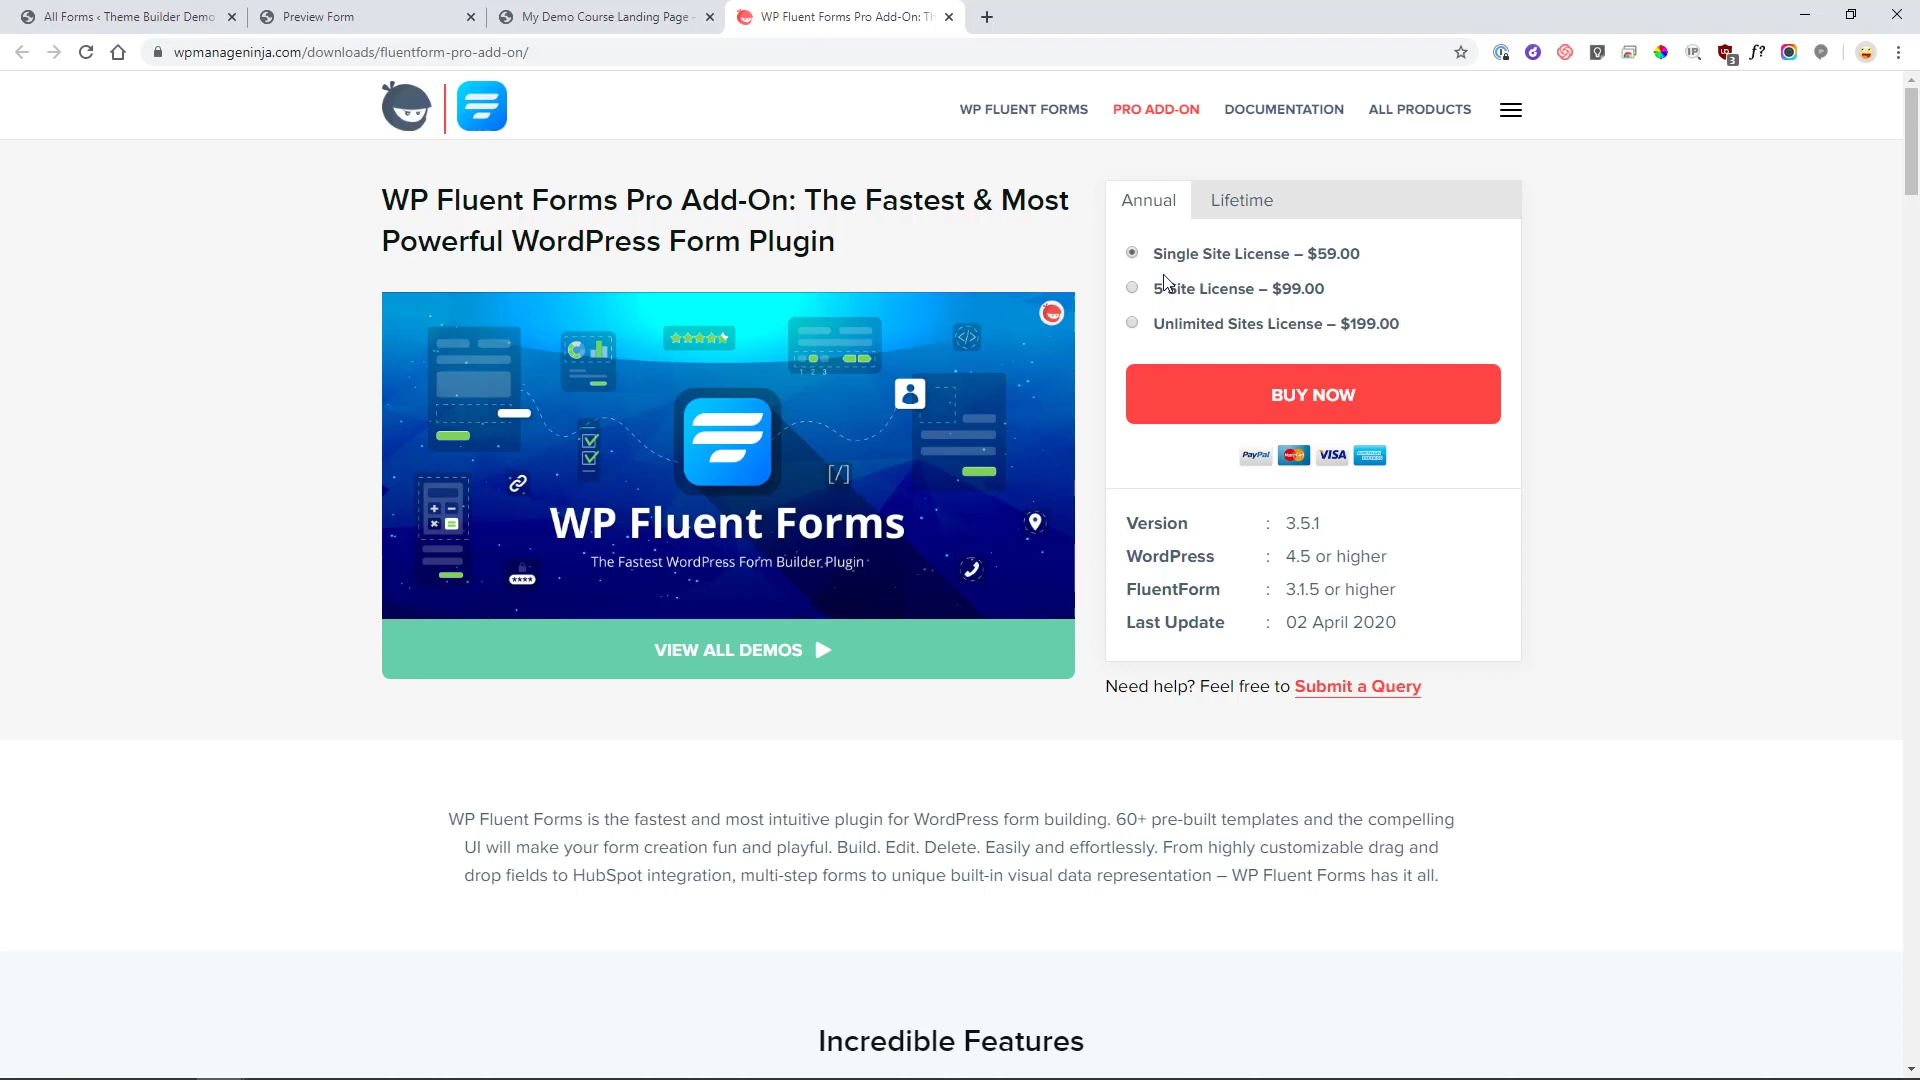 All Forms ‹ Theme Builder Demo
Preview Form
My Demo Course Landing Page -
WP Fluent Forms Pro Add-On: Th
wpmanageninja.com/downloads/fluentform-pro-add-on/
3
f?
WP FLUENT FORMS
PRO ADD-ON
DOCUMENTATION
ALL PRODUCTS
WP Fluent Forms Pro Add-On: The Fastest & Most
Powerful WordPress Form Plugin
Annual
Lifetime
Single Site License – $59.00
5 Site License – $99.00
Unlimited Sites License – $199.00
BUY NOW
PayPal
VISA
1 2 3
</>
[/]
WP Fluent Forms
The Fastest WordPress Form Builder Plugin
****
VIEW ALL DEMOS
Version : 3.5.1
WordPress : 4.5 or higher
FluentForm : 3.1.5 or higher
Last Update : 02 April 2020
Need help? Feel free to Submit a Query
WP Fluent Forms is the fastest and most intuitive plugin for WordPress form building. 60+ pre-built templates and the compelling
UI will make your form creation fun and playful. Build. Edit. Delete. Easily and effortlessly. From highly customizable drag and
drop fields to HubSpot integration, multi-step forms to unique built-in visual data representation – WP Fluent Forms has it all.
Incredible Features